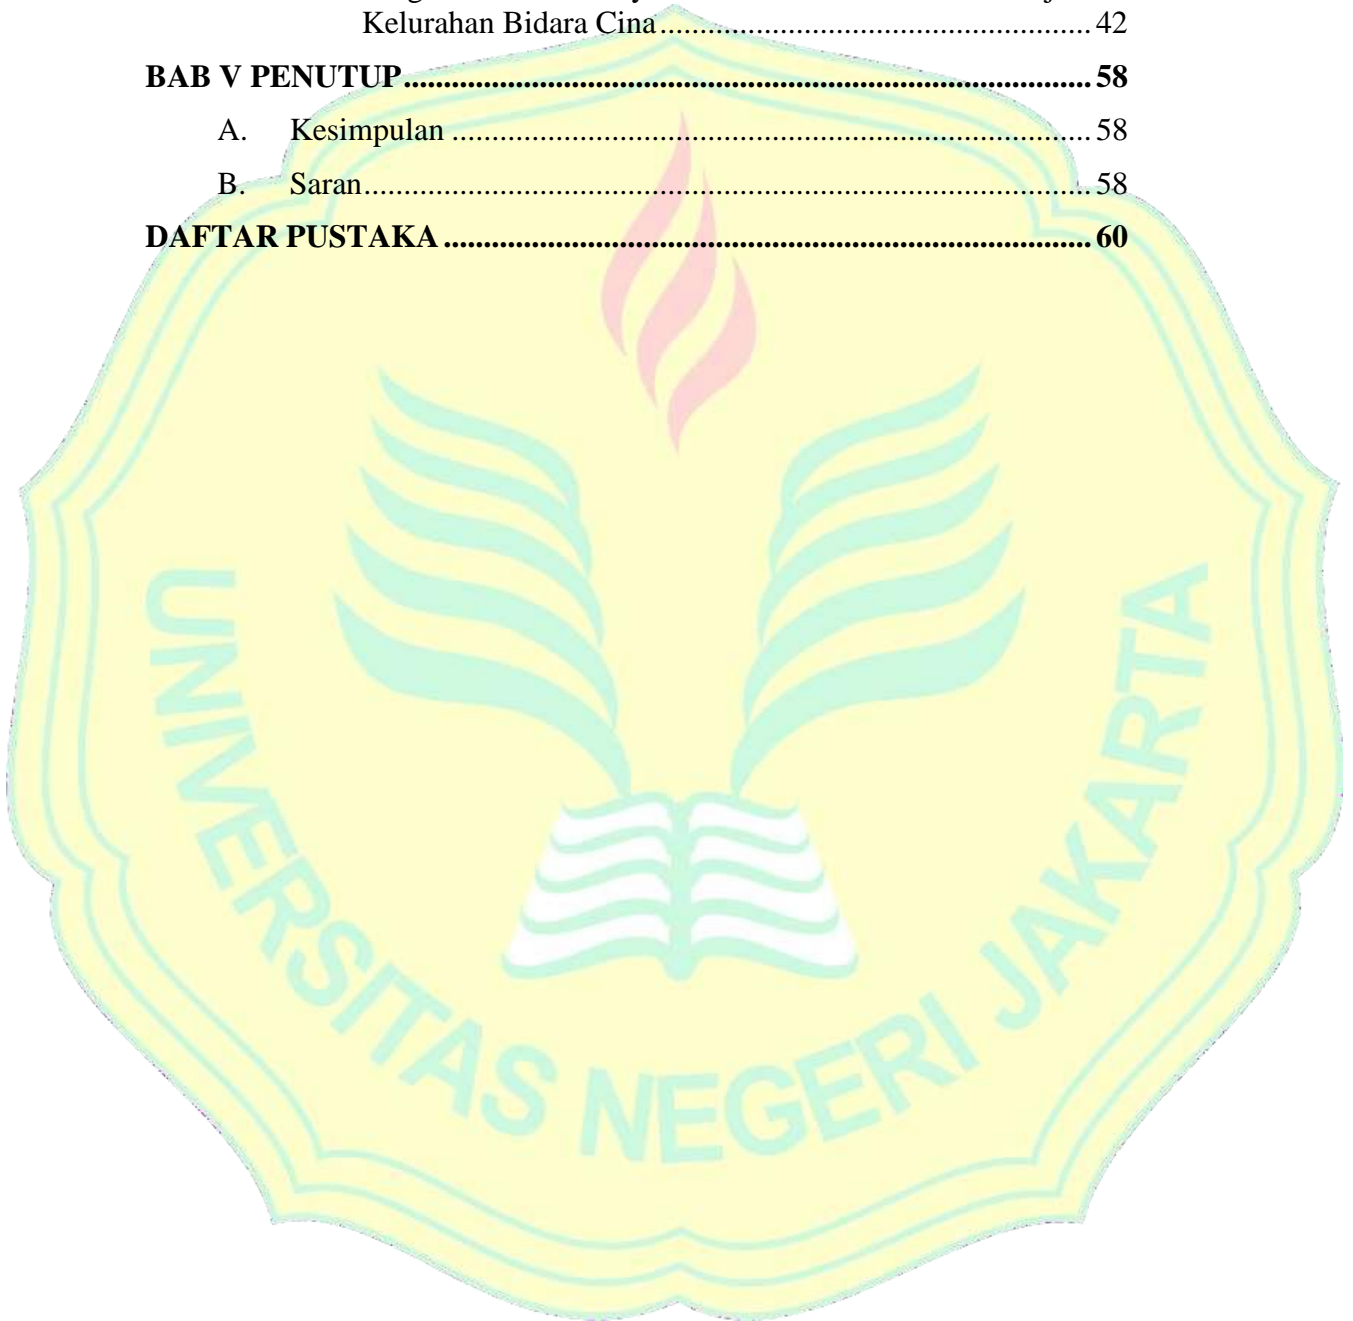 Kelurahan Bidara Cina.................................................... 42
BAB V PENUTUP.................................................................................... 58
A. Kesimpulan .............................................................................. 58
B. Saran......................................................................................... 58
DAFTAR PUSTAKA ............................................................................... 60
UNIVERSITAS NEGERI JAKARTA